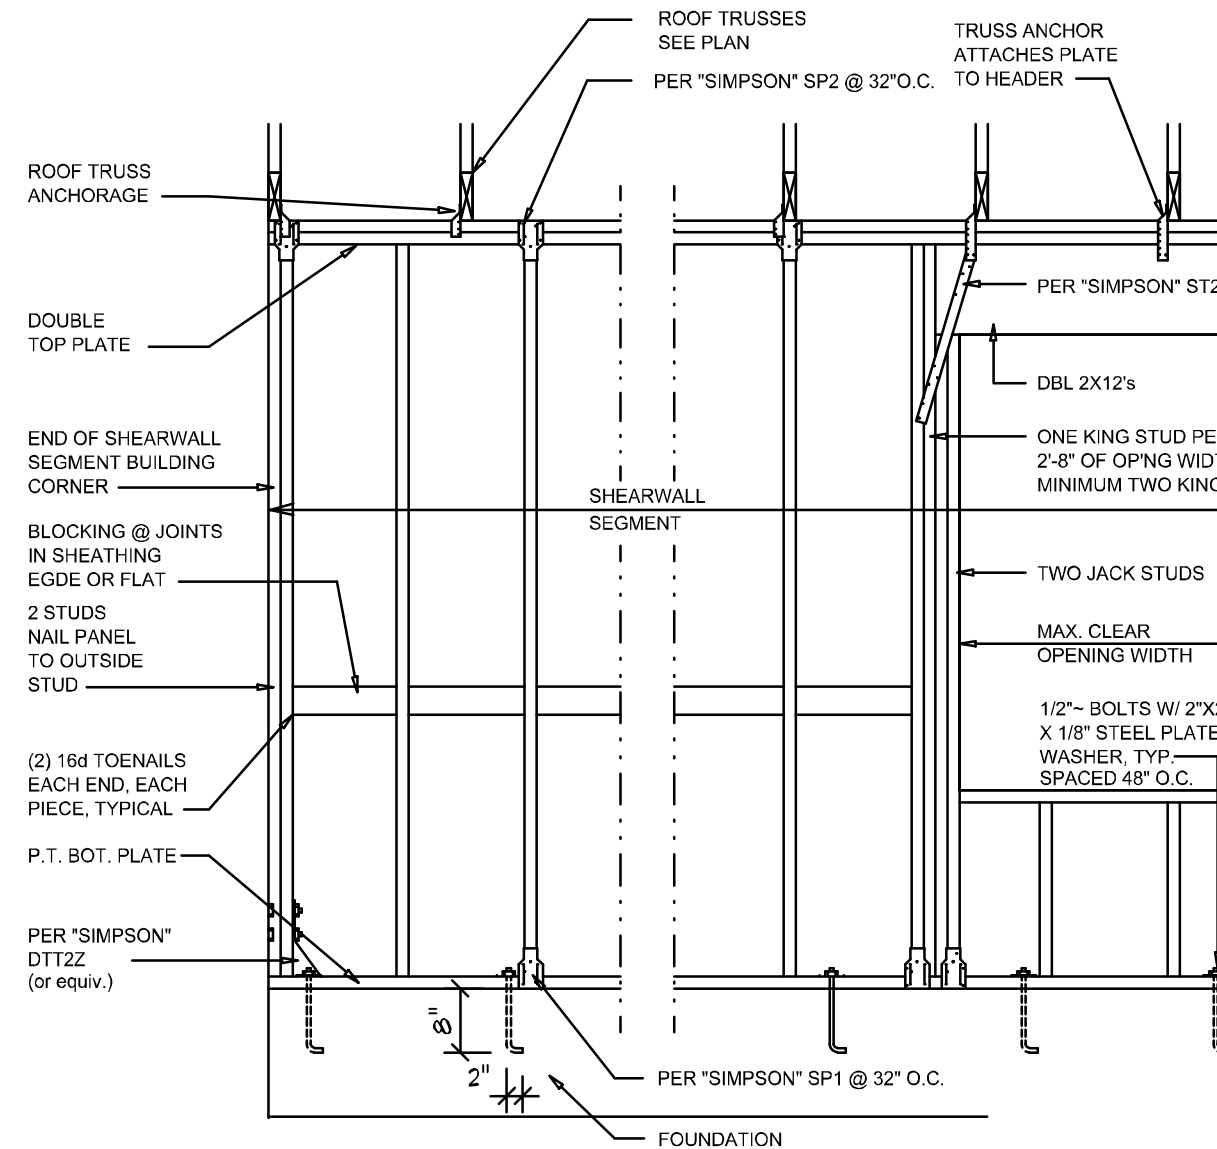 ROOF TRUSSES
SEE PLAN
PER "SIMPSON" SP2 @ 32"O.C.
TRUSS ANCHOR
ATTACHES PLATE
TO HEADER
ROOF TRUSS
ANCHORAGE
PER "SIMPSON" ST2
DOUBLE
TOP PLATE
DBL 2X12's
END OF SHEARWALL
SEGMENT BUILDING
CORNER
ONE KING STUD PE
2'-8" OF OP'NG WIDT
MINIMUM TWO KING
SHEARWALL
SEGMENT
BLOCKING @ JOINTS
IN SHEATHING
EGDE OR FLAT
TWO JACK STUDS
2 STUDS
NAIL PANEL
TO OUTSIDE
STUD
MAX. CLEAR
OPENING WIDTH
1/2"~ BOLTS W/ 2"X2
X 1/8" STEEL PLATE
WASHER, TYP.
SPACED 48" O.C.
(2) 16d TOENAILS
EACH END, EACH
PIECE, TYPICAL
P.T. BOT. PLATE
PER "SIMPSON"
DTT2Z
(or equiv.)
8"
2"
PER "SIMPSON" SP1 @ 32" O.C.
FOUNDATION